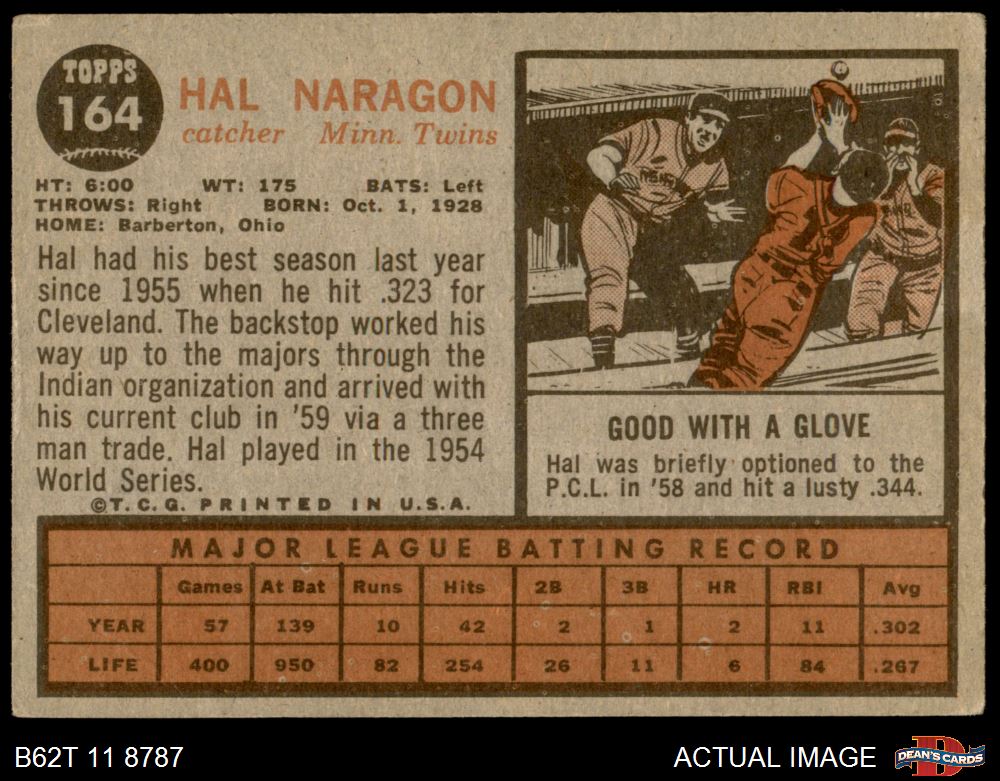 TOPPS
164
HAL NARAGON
catcher Minn. Twins
HT: 6:00 WT: 175 BATS: Left
THROWS: Right BORN: Oct. 1, 1928
HOME: Barberton, Ohio
Hal had his best season last year
since 1955 when he hit .323 for
Cleveland. The backstop worked his
way up to the majors through the
Indian organization and arrived with
his current club in '59 via a three
man trade. Hal played in the 1954
World Series.
©T.C.G. PRINTED IN U.S.A.
GOOD WITH A GLOVE
Hal was briefly optioned to the
P.C.L. in '58 and hit a lusty .344.
MAJOR LEAGUE BATTING RECORD
Games At Bat Runs Hits 2B 3B HR RBI Avg
YEAR 57 139 10 42 2 1 2 11 .302
LIFE 400 950 82 254 26 11 6 84 .267
B62T 11 8787
ACTUAL IMAGE
DEAN'S CARDS